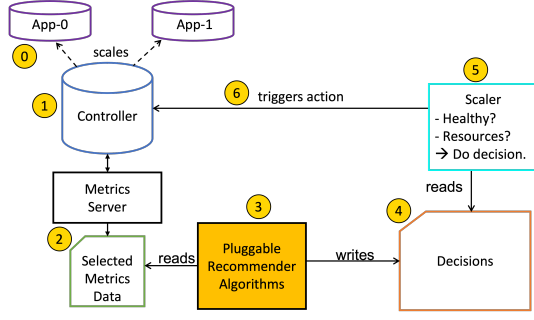 App-0
App-1
0
scales
5
6
triggers action
1
Controller
Scaler
- Healthy?
- Resources?
→ Do decision.
Metrics
Server
reads
3
4
2
Selected
Metrics
Data
reads
Pluggable
Recommender
Algorithms
writes
Decisions